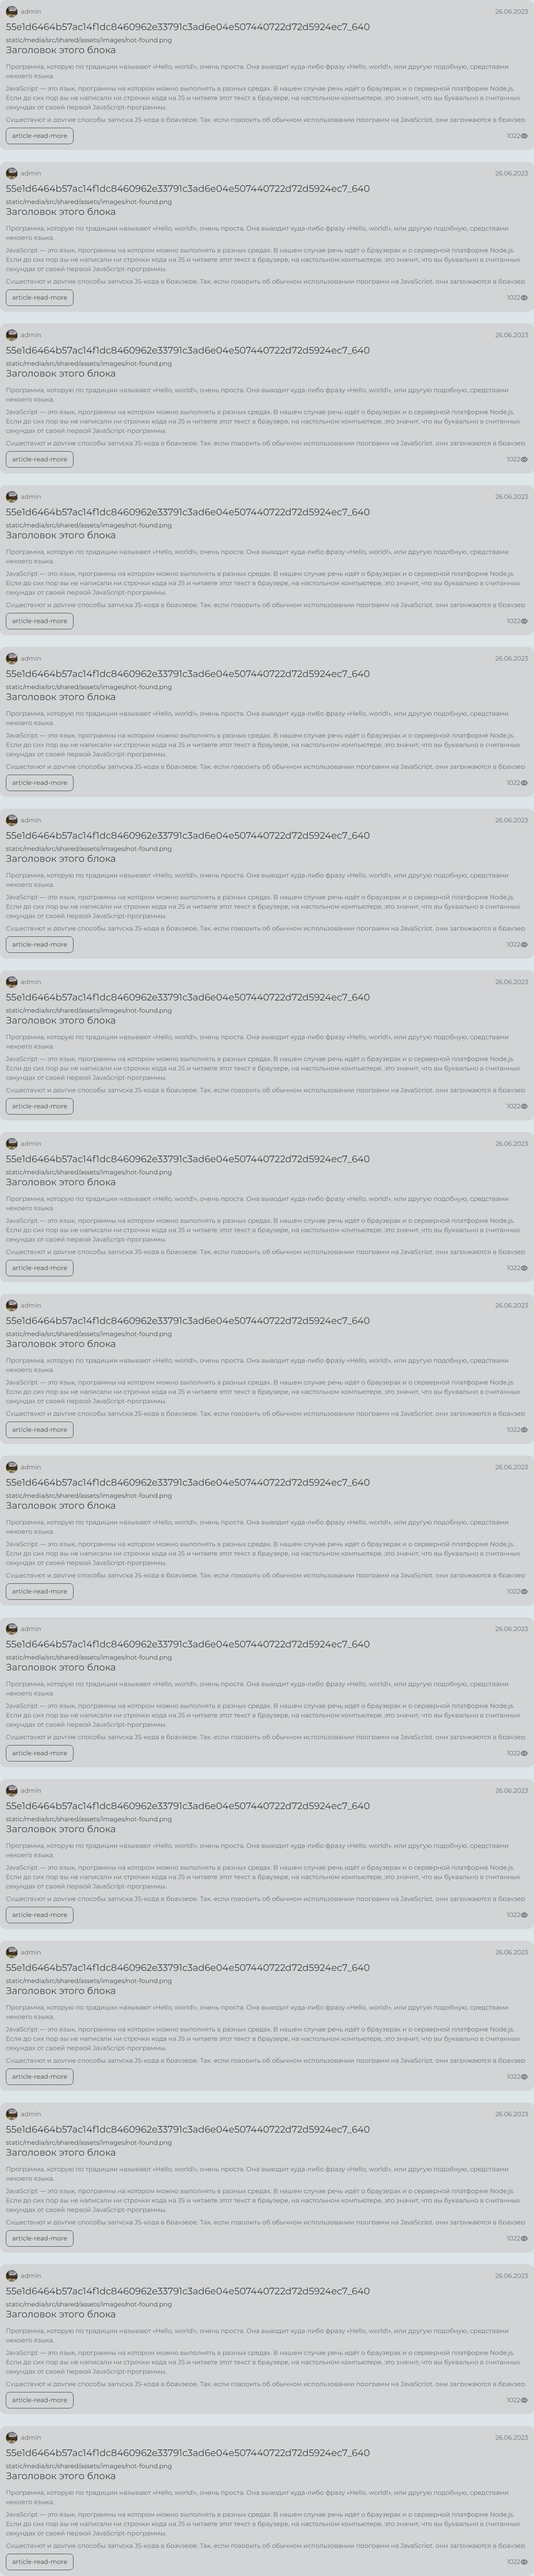 admin 26.06.2023
55e1d6464b57ac14f1dc8460962e33791c3ad6e04e507440722d72d5924ec7_640
static/media/src/shared/assets/images/not-found.png
Заголовок этого блока
Программа, которую по традиции называют «Hello, world!», очень проста. Она выводит куда-либо фразу «Hello, world!», или другую подобную, средствами
некоего языка.
JavaScript — это язык, программы на котором можно выполнять в разных средах. В нашем случае речь идёт о браузерах и о серверной платформе Node.js.
Если до сих пор вы не написали ни строчки кода на JS и читаете этот текст в браузере, на настольном компьютере, это значит, что вы буквально в считанных
секундах от своей первой JavaScript-программы.
Существуют и другие способы запуска JS-кода в браузере. Так, если говорить об обычном использовании программ на JavaScript, они загружаются в браузер
article-read-more 1022
admin 26.06.2023
55e1d6464b57ac14f1dc8460962e33791c3ad6e04e507440722d72d5924ec7_640
static/media/src/shared/assets/images/not-found.png
Заголовок этого блока
Программа, которую по традиции называют «Hello, world!», очень проста. Она выводит куда-либо фразу «Hello, world!», или другую подобную, средствами
некоего языка.
JavaScript — это язык, программы на котором можно выполнять в разных средах. В нашем случае речь идёт о браузерах и о серверной платформе Node.js.
Если до сих пор вы не написали ни строчки кода на JS и читаете этот текст в браузере, на настольном компьютере, это значит, что вы буквально в считанных
секундах от своей первой JavaScript-программы.
Существуют и другие способы запуска JS-кода в браузере. Так, если говорить об обычном использовании программ на JavaScript, они загружаются в браузер
article-read-more 1022
admin 26.06.2023
55e1d6464b57ac14f1dc8460962e33791c3ad6e04e507440722d72d5924ec7_640
static/media/src/shared/assets/images/not-found.png
Заголовок этого блока
Программа, которую по традиции называют «Hello, world!», очень проста. Она выводит куда-либо фразу «Hello, world!», или другую подобную, средствами
некоего языка.
JavaScript — это язык, программы на котором можно выполнять в разных средах. В нашем случае речь идёт о браузерах и о серверной платформе Node.js.
Если до сих пор вы не написали ни строчки кода на JS и читаете этот текст в браузере, на настольном компьютере, это значит, что вы буквально в считанных
секундах от своей первой JavaScript-программы.
Существуют и другие способы запуска JS-кода в браузере. Так, если говорить об обычном использовании программ на JavaScript, они загружаются в браузер
article-read-more 1022
admin 26.06.2023
55e1d6464b57ac14f1dc8460962e33791c3ad6e04e507440722d72d5924ec7_640
static/media/src/shared/assets/images/not-found.png
Заголовок этого блока
Программа, которую по традиции называют «Hello, world!», очень проста. Она выводит куда-либо фразу «Hello, world!», или другую подобную, средствами
некоего языка.
JavaScript — это язык, программы на котором можно выполнять в разных средах. В нашем случае речь идёт о браузерах и о серверной платформе Node.js.
Если до сих пор вы не написали ни строчки кода на JS и читаете этот текст в браузере, на настольном компьютере, это значит, что вы буквально в считанных
секундах от своей первой JavaScript-программы.
Существуют и другие способы запуска JS-кода в браузере. Так, если говорить об обычном использовании программ на JavaScript, они загружаются в браузер
article-read-more 1022
admin 26.06.2023
55e1d6464b57ac14f1dc8460962e33791c3ad6e04e507440722d72d5924ec7_640
static/media/src/shared/assets/images/not-found.png
Заголовок этого блока
Программа, которую по традиции называют «Hello, world!», очень проста. Она выводит куда-либо фразу «Hello, world!», или другую подобную, средствами
некоего языка.
JavaScript — это язык, программы на котором можно выполнять в разных средах. В нашем случае речь идёт о браузерах и о серверной платформе Node.js.
Если до сих пор вы не написали ни строчки кода на JS и читаете этот текст в браузере, на настольном компьютере, это значит, что вы буквально в считанных
секундах от своей первой JavaScript-программы.
Существуют и другие способы запуска JS-кода в браузере. Так, если говорить об обычном использовании программ на JavaScript, они загружаются в браузер
article-read-more 1022
admin 26.06.2023
55e1d6464b57ac14f1dc8460962e33791c3ad6e04e507440722d72d5924ec7_640
static/media/src/shared/assets/images/not-found.png
Заголовок этого блока
Программа, которую по традиции называют «Hello, world!», очень проста. Она выводит куда-либо фразу «Hello, world!», или другую подобную, средствами
некоего языка.
JavaScript — это язык, программы на котором можно выполнять в разных средах. В нашем случае речь идёт о браузерах и о серверной платформе Node.js.
Если до сих пор вы не написали ни строчки кода на JS и читаете этот текст в браузере, на настольном компьютере, это значит, что вы буквально в считанных
секундах от своей первой JavaScript-программы.
Существуют и другие способы запуска JS-кода в браузере. Так, если говорить об обычном использовании программ на JavaScript, они загружаются в браузер
article-read-more 1022
admin 26.06.2023
55e1d6464b57ac14f1dc8460962e33791c3ad6e04e507440722d72d5924ec7_640
static/media/src/shared/assets/images/not-found.png
Заголовок этого блока
Программа, которую по традиции называют «Hello, world!», очень проста. Она выводит куда-либо фразу «Hello, world!», или другую подобную, средствами
некоего языка.
JavaScript — это язык, программы на котором можно выполнять в разных средах. В нашем случае речь идёт о браузерах и о серверной платформе Node.js.
Если до сих пор вы не написали ни строчки кода на JS и читаете этот текст в браузере, на настольном компьютере, это значит, что вы буквально в считанных
секундах от своей первой JavaScript-программы.
Существуют и другие способы запуска JS-кода в браузере. Так, если говорить об обычном использовании программ на JavaScript, они загружаются в браузер
article-read-more 1022
admin 26.06.2023
55e1d6464b57ac14f1dc8460962e33791c3ad6e04e507440722d72d5924ec7_640
static/media/src/shared/assets/images/not-found.png
Заголовок этого блока
Программа, которую по традиции называют «Hello, world!», очень проста. Она выводит куда-либо фразу «Hello, world!», или другую подобную, средствами
некоего языка.
JavaScript — это язык, программы на котором можно выполнять в разных средах. В нашем случае речь идёт о браузерах и о серверной платформе Node.js.
Если до сих пор вы не написали ни строчки кода на JS и читаете этот текст в браузере, на настольном компьютере, это значит, что вы буквально в считанных
секундах от своей первой JavaScript-программы.
Существуют и другие способы запуска JS-кода в браузере. Так, если говорить об обычном использовании программ на JavaScript, они загружаются в браузер
article-read-more 1022
admin 26.06.2023
55e1d6464b57ac14f1dc8460962e33791c3ad6e04e507440722d72d5924ec7_640
static/media/src/shared/assets/images/not-found.png
Заголовок этого блока
Программа, которую по традиции называют «Hello, world!», очень проста. Она выводит куда-либо фразу «Hello, world!», или другую подобную, средствами
некоего языка.
JavaScript — это язык, программы на котором можно выполнять в разных средах. В нашем случае речь идёт о браузерах и о серверной платформе Node.js.
Если до сих пор вы не написали ни строчки кода на JS и читаете этот текст в браузере, на настольном компьютере, это значит, что вы буквально в считанных
секундах от своей первой JavaScript-программы.
Существуют и другие способы запуска JS-кода в браузере. Так, если говорить об обычном использовании программ на JavaScript, они загружаются в браузер
article-read-more 1022
admin 26.06.2023
55e1d6464b57ac14f1dc8460962e33791c3ad6e04e507440722d72d5924ec7_640
static/media/src/shared/assets/images/not-found.png
Заголовок этого блока
Программа, которую по традиции называют «Hello, world!», очень проста. Она выводит куда-либо фразу «Hello, world!», или другую подобную, средствами
некоего языка.
JavaScript — это язык, программы на котором можно выполнять в разных средах. В нашем случае речь идёт о браузерах и о серверной платформе Node.js.
Если до сих пор вы не написали ни строчки кода на JS и читаете этот текст в браузере, на настольном компьютере, это значит, что вы буквально в считанных
секундах от своей первой JavaScript-программы.
Существуют и другие способы запуска JS-кода в браузере. Так, если говорить об обычном использовании программ на JavaScript, они загружаются в браузер
article-read-more 1022
admin 26.06.2023
55e1d6464b57ac14f1dc8460962e33791c3ad6e04e507440722d72d5924ec7_640
static/media/src/shared/assets/images/not-found.png
Заголовок этого блока
Программа, которую по традиции называют «Hello, world!», очень проста. Она выводит куда-либо фразу «Hello, world!», или другую подобную, средствами
некоего языка.
JavaScript — это язык, программы на котором можно выполнять в разных средах. В нашем случае речь идёт о браузерах и о серверной платформе Node.js.
Если до сих пор вы не написали ни строчки кода на JS и читаете этот текст в браузере, на настольном компьютере, это значит, что вы буквально в считанных
секундах от своей первой JavaScript-программы.
Существуют и другие способы запуска JS-кода в браузере. Так, если говорить об обычном использовании программ на JavaScript, они загружаются в браузер
article-read-more 1022
admin 26.06.2023
55e1d6464b57ac14f1dc8460962e33791c3ad6e04e507440722d72d5924ec7_640
static/media/src/shared/assets/images/not-found.png
Заголовок этого блока
Программа, которую по традиции называют «Hello, world!», очень проста. Она выводит куда-либо фразу «Hello, world!», или другую подобную, средствами
некоего языка.
JavaScript — это язык, программы на котором можно выполнять в разных средах. В нашем случае речь идёт о браузерах и о серверной платформе Node.js.
Если до сих пор вы не написали ни строчки кода на JS и читаете этот текст в браузере, на настольном компьютере, это значит, что вы буквально в считанных
секундах от своей первой JavaScript-программы.
Существуют и другие способы запуска JS-кода в браузере. Так, если говорить об обычном использовании программ на JavaScript, они загружаются в браузер
article-read-more 1022
admin 26.06.2023
55e1d6464b57ac14f1dc8460962e33791c3ad6e04e507440722d72d5924ec7_640
static/media/src/shared/assets/images/not-found.png
Заголовок этого блока
Программа, которую по традиции называют «Hello, world!», очень проста. Она выводит куда-либо фразу «Hello, world!», или другую подобную, средствами
некоего языка.
JavaScript — это язык, программы на котором можно выполнять в разных средах. В нашем случае речь идёт о браузерах и о серверной платформе Node.js.
Если до сих пор вы не написали ни строчки кода на JS и читаете этот текст в браузере, на настольном компьютере, это значит, что вы буквально в считанных
секундах от своей первой JavaScript-программы.
Существуют и другие способы запуска JS-кода в браузере. Так, если говорить об обычном использовании программ на JavaScript, они загружаются в браузер
article-read-more 1022
admin 26.06.2023
55e1d6464b57ac14f1dc8460962e33791c3ad6e04e507440722d72d5924ec7_640
static/media/src/shared/assets/images/not-found.png
Заголовок этого блока
Программа, которую по традиции называют «Hello, world!», очень проста. Она выводит куда-либо фразу «Hello, world!», или другую подобную, средствами
некоего языка.
JavaScript — это язык, программы на котором можно выполнять в разных средах. В нашем случае речь идёт о браузерах и о серверной платформе Node.js.
Если до сих пор вы не написали ни строчки кода на JS и читаете этот текст в браузере, на настольном компьютере, это значит, что вы буквально в считанных
секундах от своей первой JavaScript-программы.
Существуют и другие способы запуска JS-кода в браузере. Так, если говорить об обычном использовании программ на JavaScript, они загружаются в браузер
article-read-more 1022
admin 26.06.2023
55e1d6464b57ac14f1dc8460962e33791c3ad6e04e507440722d72d5924ec7_640
static/media/src/shared/assets/images/not-found.png
Заголовок этого блока
Программа, которую по традиции называют «Hello, world!», очень проста. Она выводит куда-либо фразу «Hello, world!», или другую подобную, средствами
некоего языка.
JavaScript — это язык, программы на котором можно выполнять в разных средах. В нашем случае речь идёт о браузерах и о серверной платформе Node.js.
Если до сих пор вы не написали ни строчки кода на JS и читаете этот текст в браузере, на настольном компьютере, это значит, что вы буквально в считанных
секундах от своей первой JavaScript-программы.
Существуют и другие способы запуска JS-кода в браузере. Так, если говорить об обычном использовании программ на JavaScript, они загружаются в браузер
article-read-more 1022
admin 26.06.2023
55e1d6464b57ac14f1dc8460962e33791c3ad6e04e507440722d72d5924ec7_640
static/media/src/shared/assets/images/not-found.png
Заголовок этого блока
Программа, которую по традиции называют «Hello, world!», очень проста. Она выводит куда-либо фразу «Hello, world!», или другую подобную, средствами
некоего языка.
JavaScript — это язык, программы на котором можно выполнять в разных средах. В нашем случае речь идёт о браузерах и о серверной платформе Node.js.
Если до сих пор вы не написали ни строчки кода на JS и читаете этот текст в браузере, на настольном компьютере, это значит, что вы буквально в считанных
секундах от своей первой JavaScript-программы.
Существуют и другие способы запуска JS-кода в браузере. Так, если говорить об обычном использовании программ на JavaScript, они загружаются в браузер
article-read-more 1022